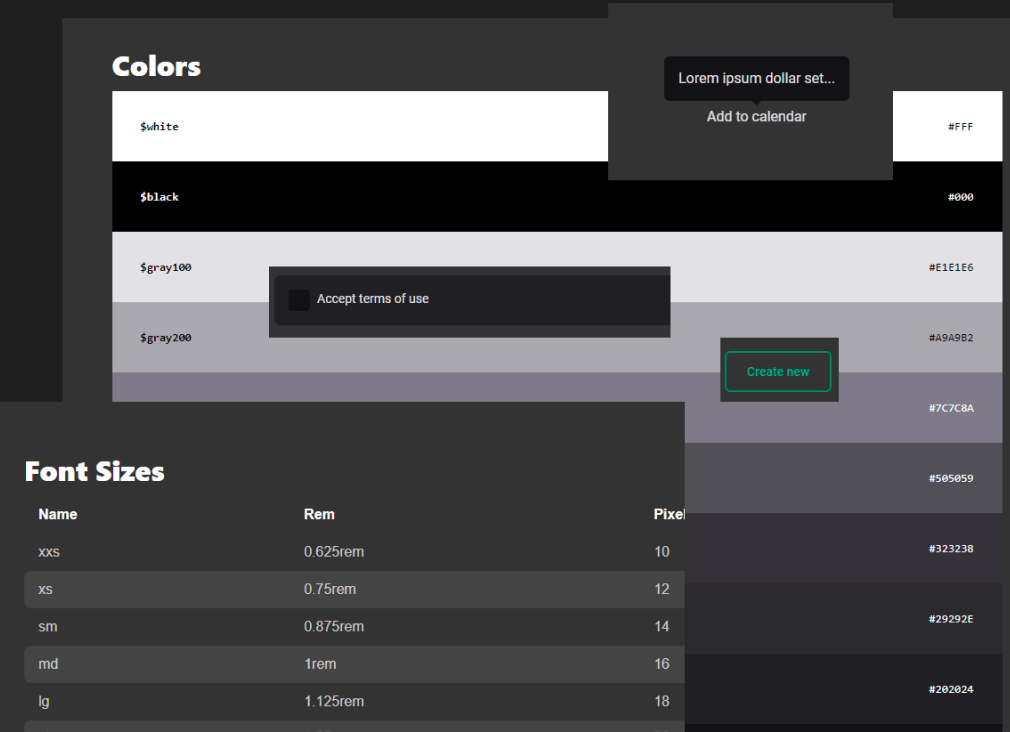 Colors
Lorem ipsum dollar set...
Add to calendar
$white #FFF
$black #000
$gray100 #E1E1E6
Accept terms of use
$gray200 #A9A9B2
Create new
#7C7C8A
#505059
#323238
#29292E
#202024
Font Sizes
Name Rem Pixel
xxs 0.625rem 10
xs 0.75rem 12
sm 0.875rem 14
md 1rem 16
lg 1.125rem 18